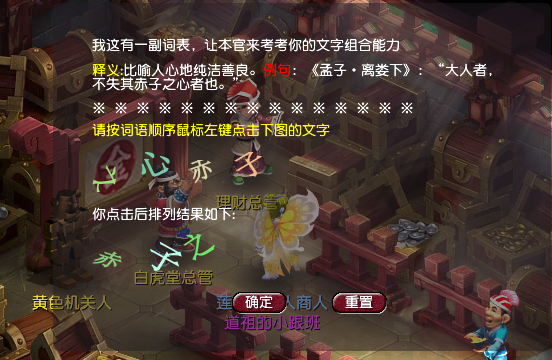 我这有一副词表，让本官来考考你的文字组合能力
释义:比喻人心地纯洁善良。例句：《孟子·离娄下》：“大人者，
不失其赤子之心者也。”
※ ※ ※ ※ ※ ※ ※ ※ ※ ※ ※ ※ ※ ※ ※
请按词语顺序鼠标左键点击下图的文字
之 心 赤 子
理财总管
你点击后排列结果如下:
赤 子 之
白虎堂总管
黄色机关人
莲 确定 人商人 重置
道祖的小跟班